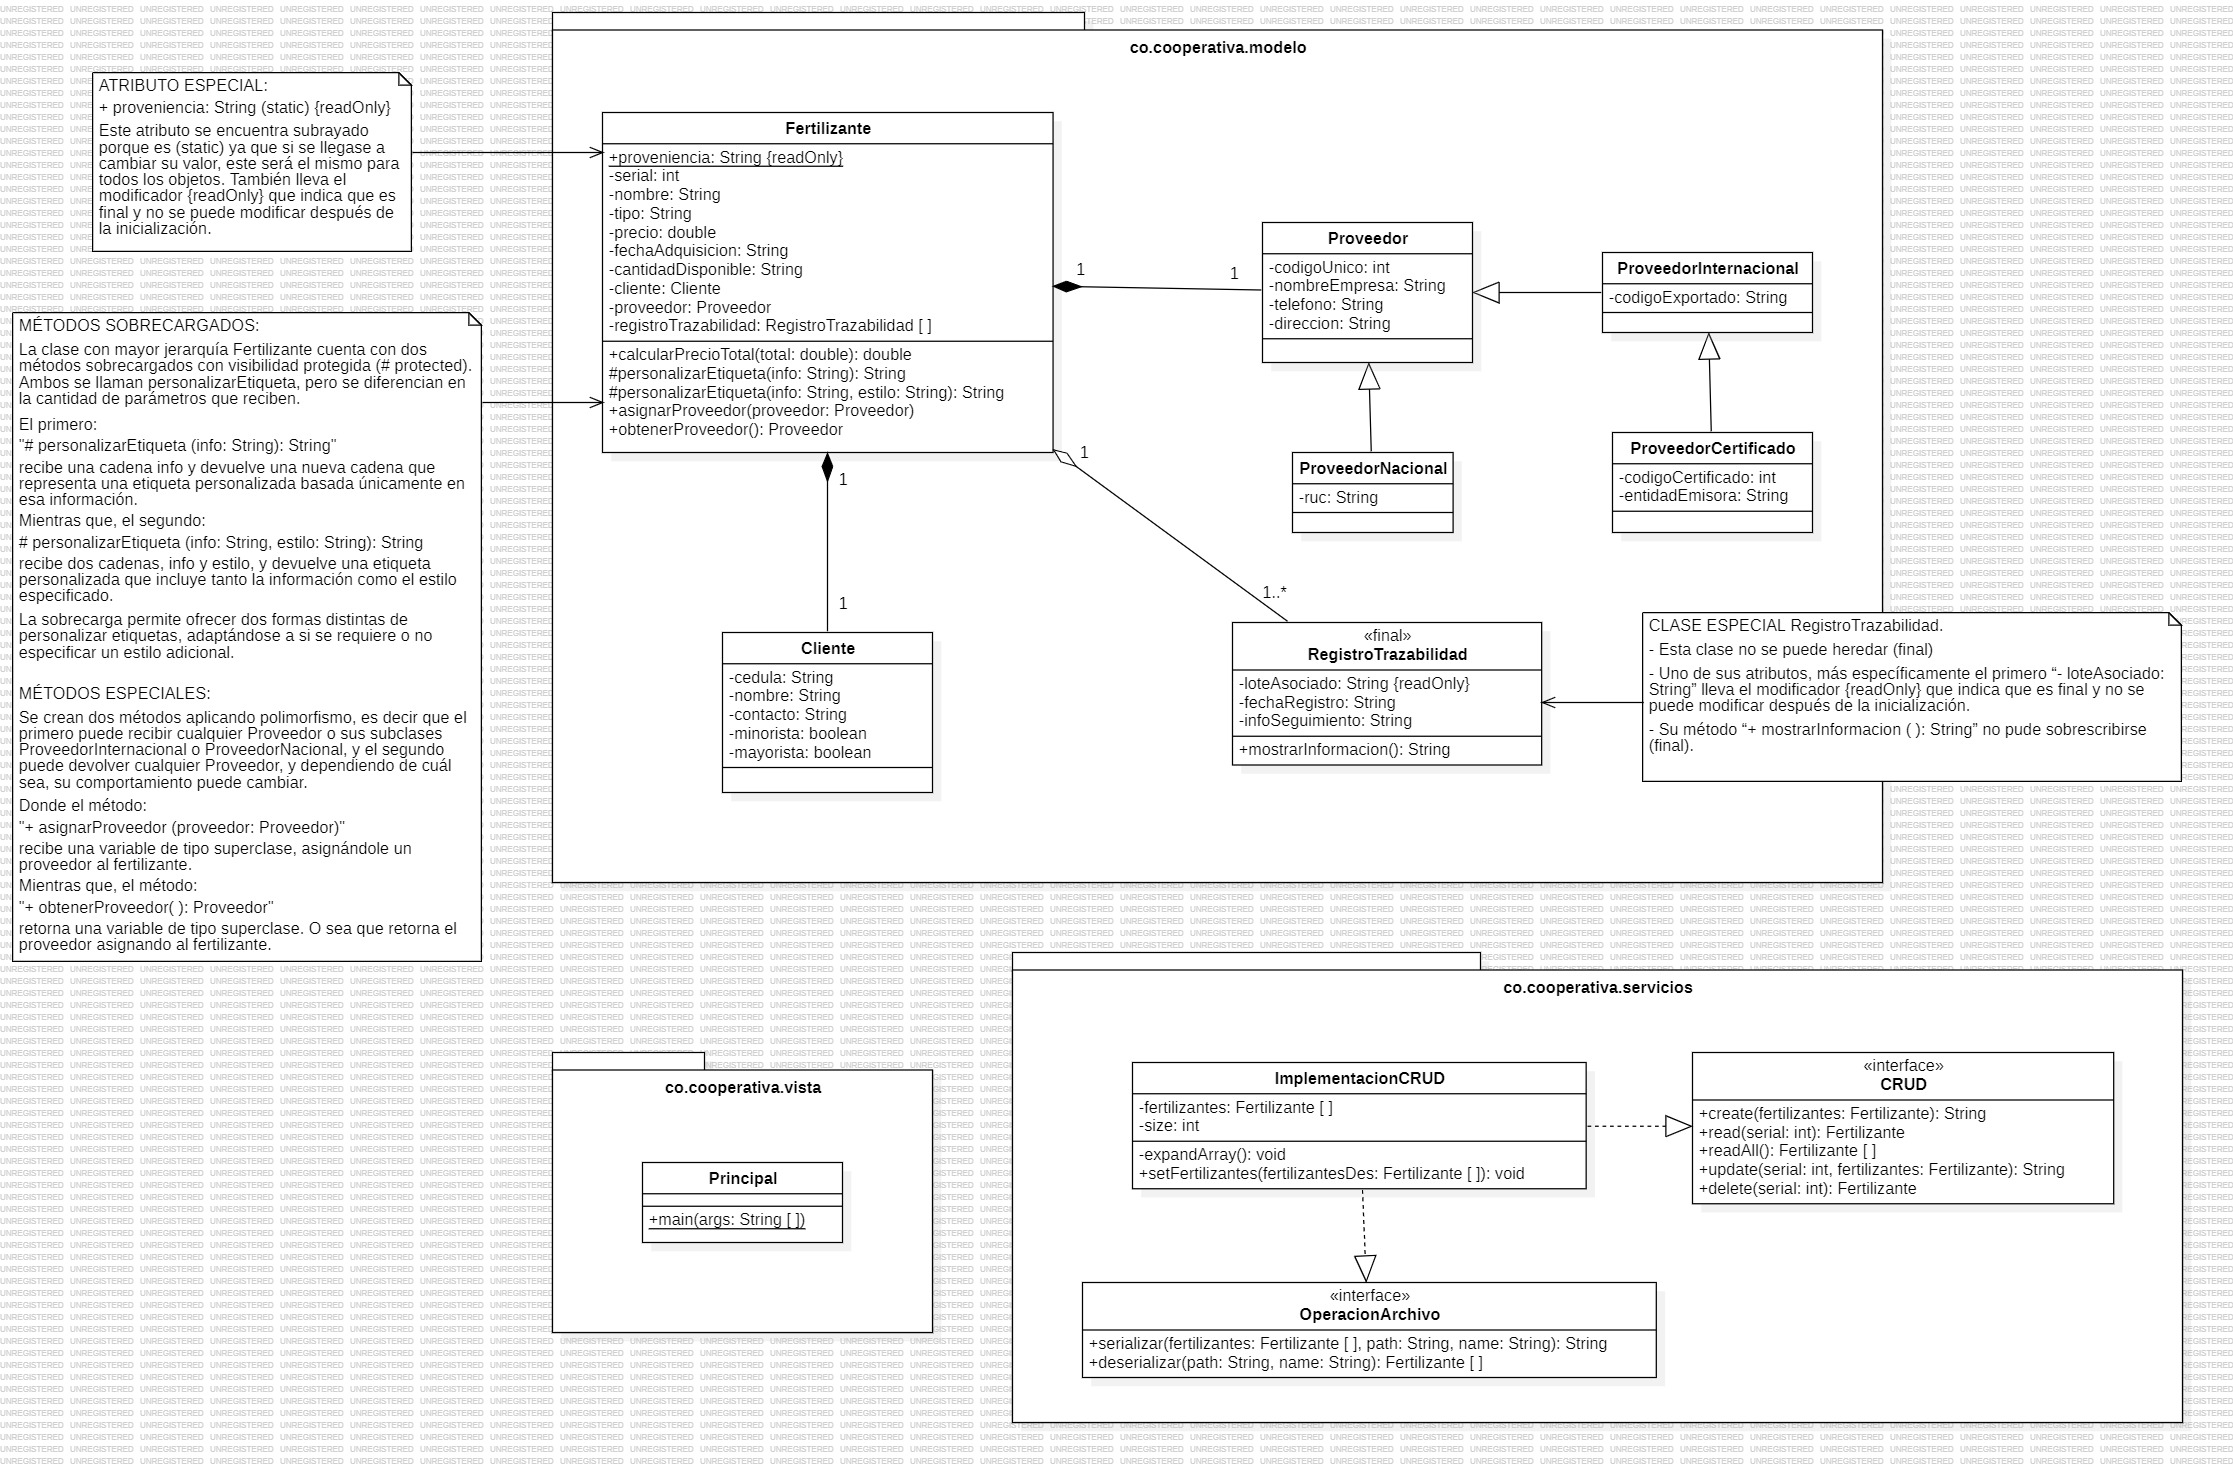 co.cooperativa.modelo
ATRIBUTO ESPECIAL:
+ proveniencia: String (static) {readOnly}
Este atributo se encuentra subrayado
porque es (static) ya que si se llegase a
cambiar su valor, este será el mismo para
todos los objetos. También lleva el
modificador {readOnly} que indica que es
final y no se puede modificar después de
la inicialización.
MÉTODOS SOBRECARGADOS:
La clase con mayor jerarquía Fertilizante cuenta con dos
métodos sobrecargados con visibilidad protegida (# protected).
Ambos se llaman personalizarEtiqueta, pero se diferencian en
la cantidad de parámetros que reciben.
El primero:
"# personalizarEtiqueta (info: String): String"
recibe una cadena info y devuelve una nueva cadena que
representa una etiqueta personalizada basada únicamente en
esa información.
Mientras que, el segundo:
# personalizarEtiqueta (info: String, estilo: String): String
recibe dos cadenas, info y estilo, y devuelve una etiqueta
personalizada que incluye tanto la información como el estilo
especificado.
La sobrecarga permite ofrecer dos formas distintas de
personalizar etiquetas, adaptándose a si se requiere o no
especificar un estilo adicional.
MÉTODOS ESPECIALES:
Se crean dos métodos aplicando polimorfismo, es decir que el
primero puede recibir cualquier Proveedor o sus subclases
ProveedorInternacional o ProveedorNacional, y el segundo
puede devolver cualquier Proveedor, y dependiendo de cuál
sea, su comportamiento puede cambiar.
Donde el método:
"+ asignarProveedor (proveedor: Proveedor)"
recibe una variable de tipo superclase, asignándole un
proveedor al fertilizante.
Mientras que, el método:
"+ obtenerProveedor( ): Proveedor"
retorna una variable de tipo superclase. O sea que retorna el
proveedor asignando al fertilizante.
Fertilizante
+proveniencia: String {readOnly}
-serial: int
-nombre: String
-tipo: String
-precio: double
-fechaAdquisicion: String
-cantidadDisponible: String
-cliente: Cliente
-proveedor: Proveedor
-registroTrazabilidad: RegistroTrazabilidad [ ]
+calcularPrecioTotal(total: double): double
#personalizarEtiqueta(info: String): String
#personalizarEtiqueta(info: String, estilo: String): String
+asignarProveedor(proveedor: Proveedor)
+obtenerProveedor(): Proveedor
1
1
1
1..*
1
1
Proveedor
-codigoUnico: int
-nombreEmpresa: String
-telefono: String
-direccion: String
ProveedorInternacional
-codigoExportado: String
ProveedorNacional
-ruc: String
ProveedorCertificado
-codigoCertificado: int
-entidadEmisora: String
Cliente
-cedula: String
-nombre: String
-contacto: String
-minorista: boolean
-mayorista: boolean
«final»
RegistroTrazabilidad
-loteAsociado: String {readOnly}
-fechaRegistro: String
-infoSeguimiento: String
+mostrarInformacion(): String
CLASE ESPECIAL RegistroTrazabilidad.
- Esta clase no se puede heredar (final)
- Uno de sus atributos, más específicamente el primero “- loteAsociado:
String” lleva el modificador {readOnly} que indica que es final y no se
puede modificar después de la inicialización.
- Su método “+ mostrarInformacion ( ): String” no pude sobrescribirse
(final).
co.cooperativa.vista
Principal
+main(args: String [ ])
co.cooperativa.servicios
ImplementacionCRUD
-fertilizantes: Fertilizante [ ]
-size: int
-expandArray(): void
+setFertilizantes(fertilizantesDes: Fertilizante [ ]): void
«interface»
CRUD
+create(fertilizantes: Fertilizante): String
+read(serial: int): Fertilizante
+readAll(): Fertilizante [ ]
+update(serial: int, fertilizantes: Fertilizante): String
+delete(serial: int): Fertilizante
«interface»
OperacionArchivo
+serializar(fertilizantes: Fertilizante [ ], path: String, name: String): String
+deserializar(path: String, name: String): Fertilizante [ ]
UNREGISTERED